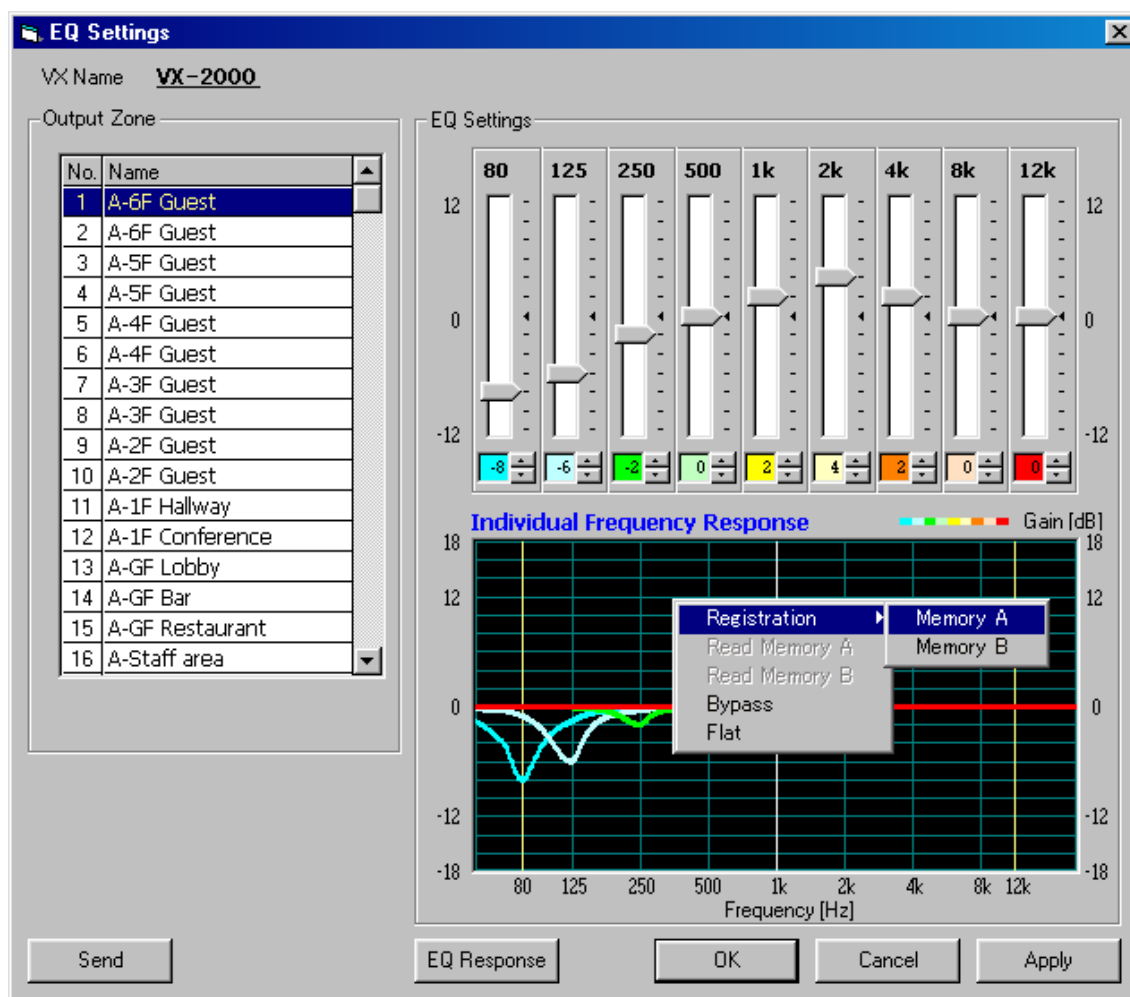 EQ Settings
VX Name VX-2000
Output Zone
No. Name
1 A-6F Guest
2 A-6F Guest
3 A-5F Guest
4 A-5F Guest
5 A-4F Guest
6 A-4F Guest
7 A-3F Guest
8 A-3F Guest
9 A-2F Guest
10 A-2F Guest
11 A-1F Hallway
12 A-1F Conference
13 A-GF Lobby
14 A-GF Bar
15 A-GF Restaurant
16 A-Staff area
EQ Settings
80 125 250 500 1k 2k 4k 8k 12k
12 12
0 0
-12 -12
-8 -6 -2 0 2 4 2 0 0
Individual Frequency Response Gain [dB]
18 18
12 12
Registration Memory A
Read Memory A Memory B
Read Memory B
Bypass
Flat
0 0
-12 -12
-18 -18
80 125 250 500 1k 2k 4k 8k 12k
Frequency [Hz]
Send EQ Response OK Cancel Apply